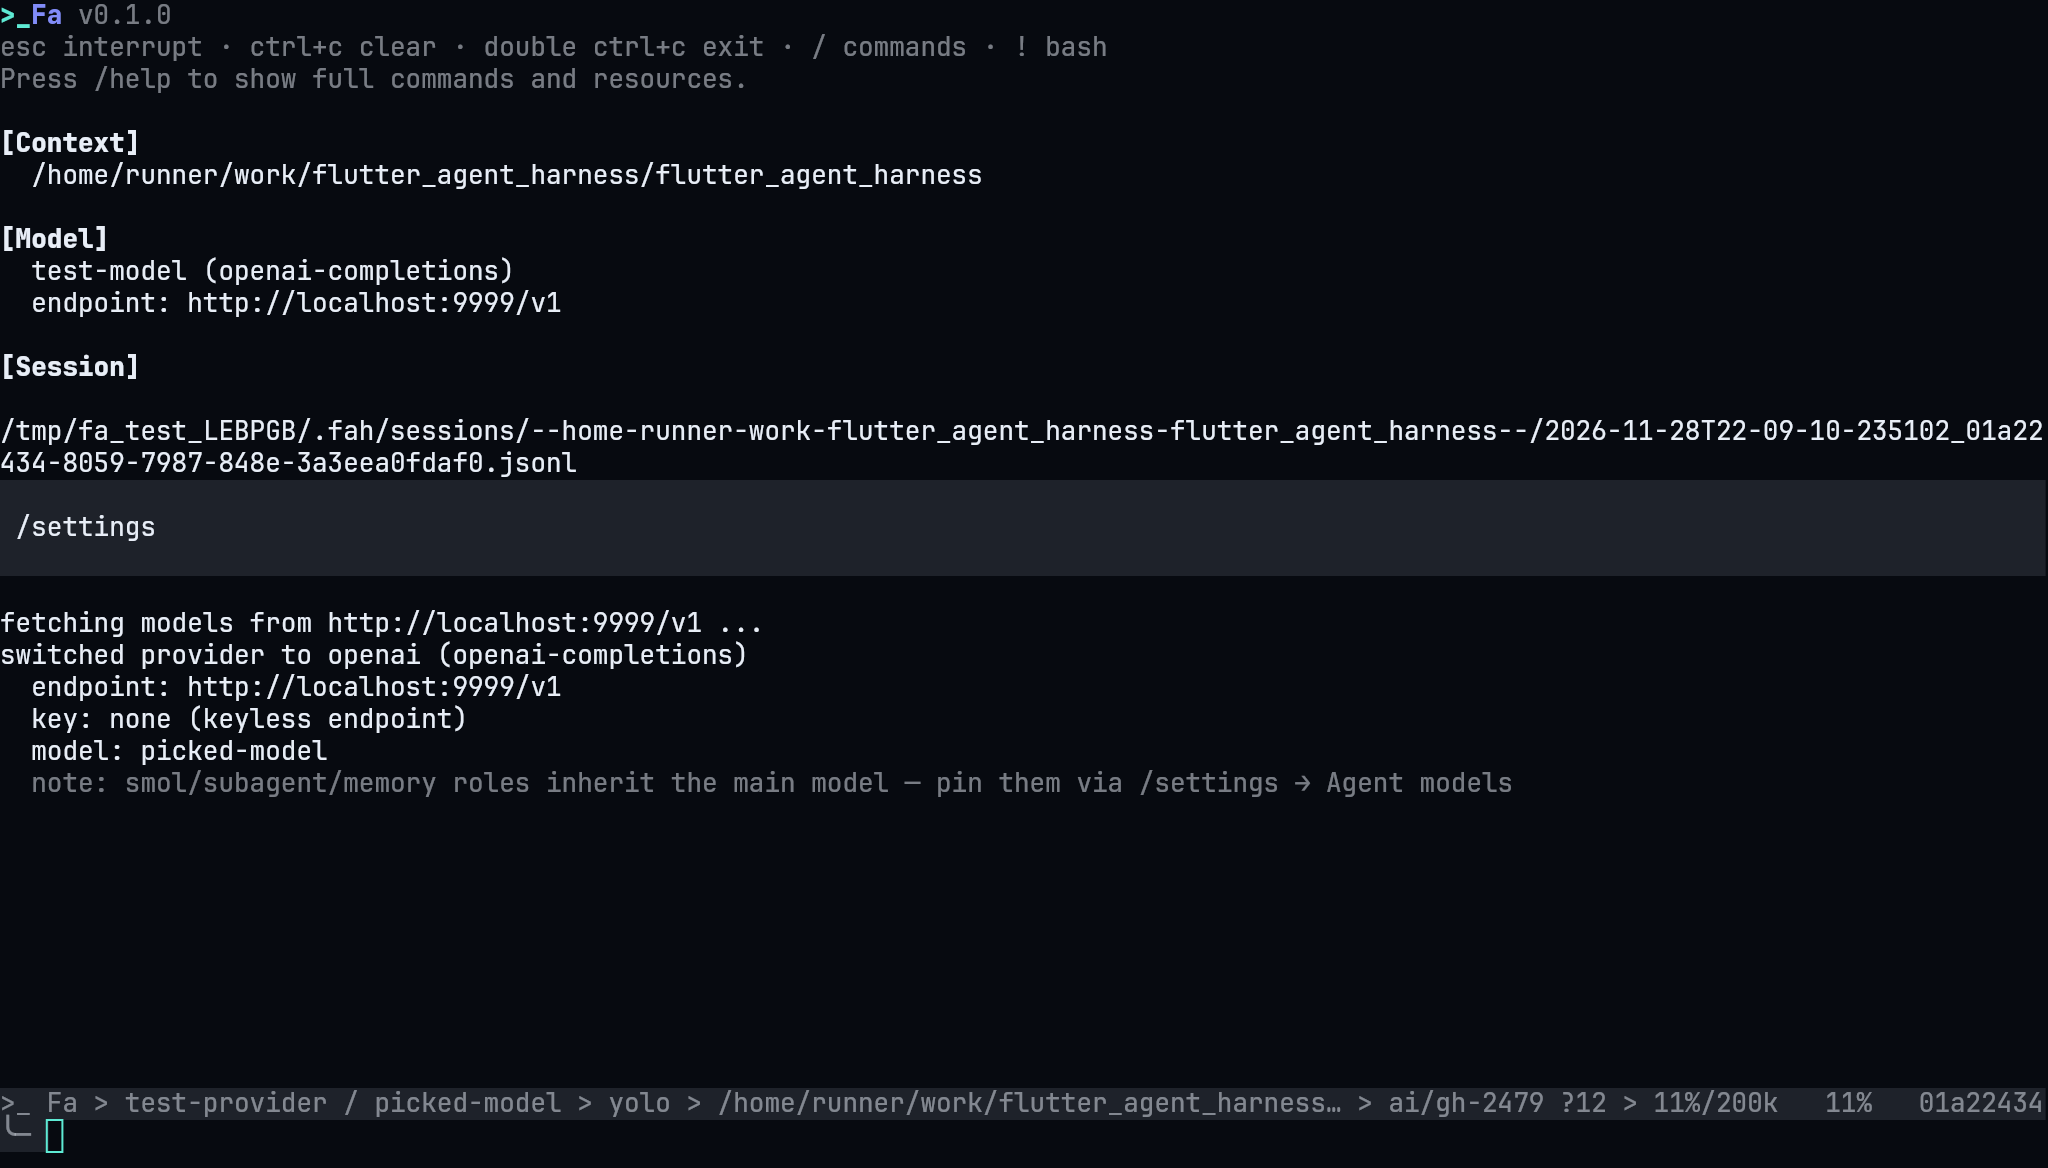 >_Fa v0.1.0
esc interrupt · ctrl+c clear · double ctrl+c exit · / commands · ! bash
Press /help to show full commands and resources.
[Context]
/home/runner/work/flutter_agent_harness/flutter_agent_harness
[Model]
test-model (openai-completions)
endpoint: http://localhost:9999/v1
[Session]
/tmp/fa_test_LEBPGB/.fah/sessions/--home-runner-work-flutter_agent_harness-flutter_agent_harness--/2026-11-28T22-09-10-235102_01a22
434-8059-7987-848e-3a3eea0fdaf0.jsonl
/settings
fetching models from http://localhost:9999/v1 ...
switched provider to openai (openai-completions)
endpoint: http://localhost:9999/v1
key: none (keyless endpoint)
model: picked-model
note: smol/subagent/memory roles inherit the main model — pin them via /settings → Agent models
>_ Fa > test-provider / picked-model > yolo > /home/runner/work/flutter_agent_harness… > ai/gh-2479 ?12 > 11%/200k 11% 01a22434